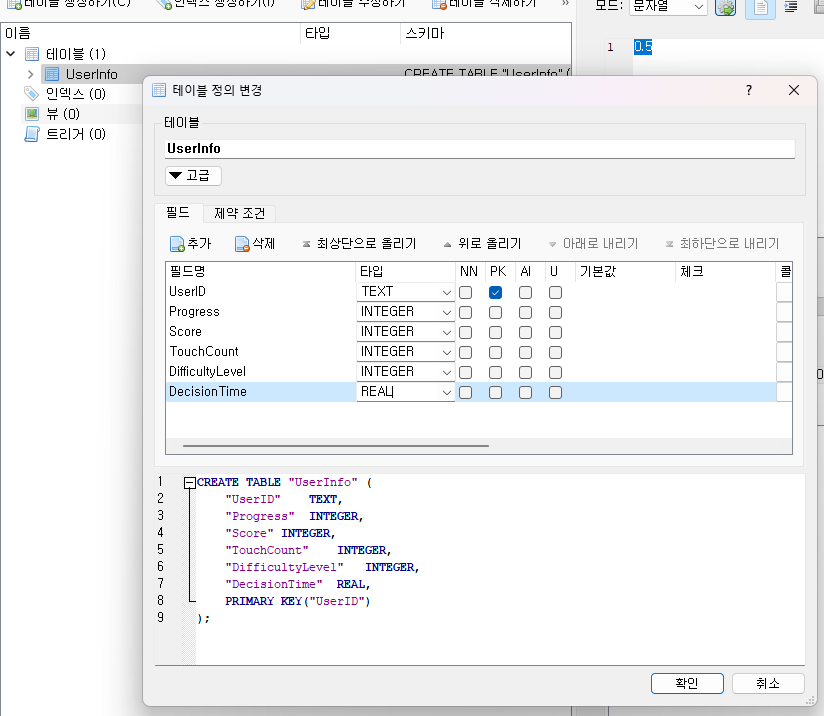 테이블 생성하기(C) 인덱스 생성하기(I) 테이블 수정하기 테이블 삭제하기 »
모드: 문자열
이름 타입 스키마
1 0.5
테이블 (1)
UserInfo CREATE TABLE "UserInfo" (
인덱스 (0)
뷰 (0)
트리거 (0)
테이블 정의 변경 ?
테이블
UserInfo
고급
필드 제약 조건
추가 삭제 최상단으로 올리기 위로 올리기 아래로 내리기 최하단으로 내리기
필드명 타입 NN PK AI U 기본값 체크 콜
UserID TEXT
Progress INTEGER
Score INTEGER
TouchCount INTEGER
DifficultyLevel INTEGER
DecisionTime REAL
1 CREATE TABLE "UserInfo" (
2 "UserID" TEXT,
3 "Progress" INTEGER,
4 "Score" INTEGER,
5 "TouchCount" INTEGER,
6 "DifficultyLevel" INTEGER,
7 "DecisionTime" REAL,
8 PRIMARY KEY("UserID")
9 );
확인 취소